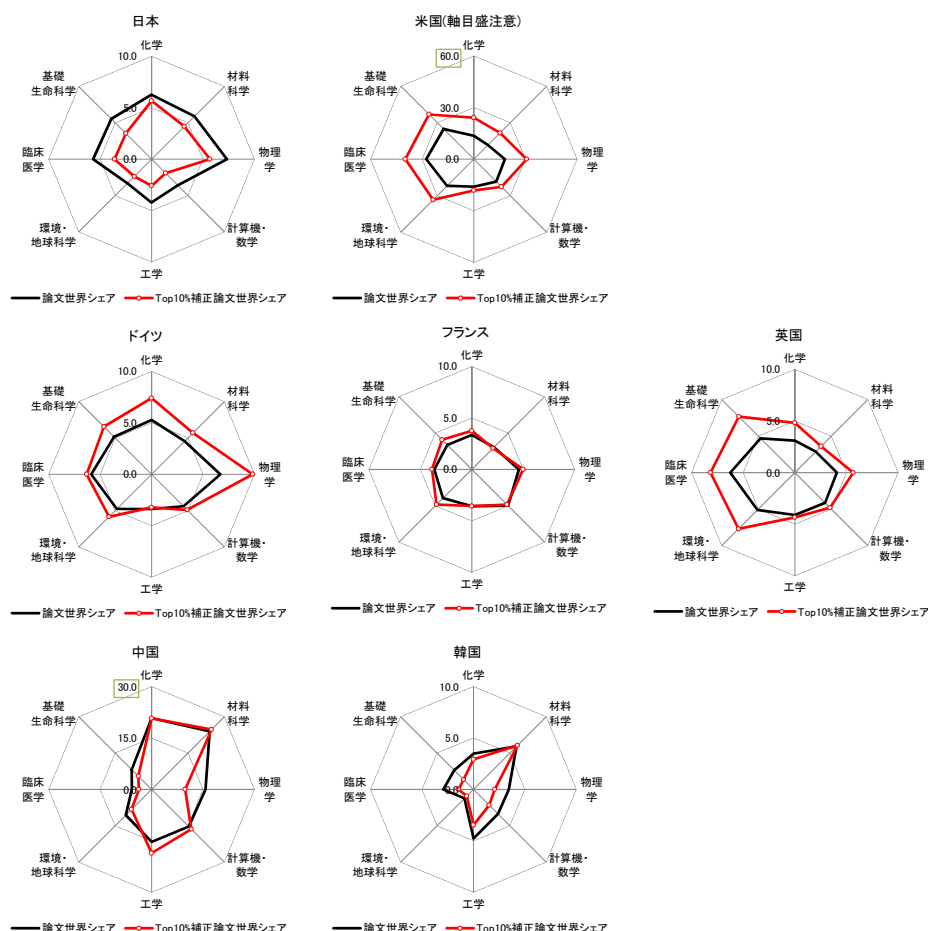 日本
10.0
5.0
0.0
化学
材料
科学
物理
学
計算機・
数学
工学
環境・
地球科学
臨床
医学
基礎
生命科学
論文世界シェア
Top10%補正論文世界シェア
米国(軸目盛注意)
60.0
30.0
0.0
化学
材料
科学
物理
学
計算機・
数学
工学
環境・
地球科学
臨床
医学
基礎
生命科学
論文世界シェア
Top10%補正論文世界シェア
ドイツ
10.0
5.0
0.0
化学
材料
科学
物理
学
計算機・
数学
工学
環境・
地球科学
臨床
医学
基礎
生命科学
論文世界シェア
Top10%補正論文世界シェア
フランス
10.0
5.0
0.0
化学
材料
科学
物理
学
計算機・
数学
工学
環境・
地球科学
臨床
医学
基礎
生命科学
論文世界シェア
Top10%補正論文世界シェア
英国
10.0
5.0
0.0
化学
材料
科学
物理
学
計算機・
数学
工学
環境・
地球科学
臨床
医学
基礎
生命科学
論文世界シェア
Top10%補正論文世界シェア
中国
30.0
15.0
0.0
化学
材料
科学
物理
学
計算機・
数学
工学
環境・
地球科学
臨床
医学
基礎
生命科学
論文世界シェア
Top10%補正論文世界シェア
韓国
10.0
5.0
0.0
化学
材料
科学
物理
学
計算機・
数学
工学
環境・
地球科学
臨床
医学
基礎
生命科学
論文世界シェア
Top10%補正論文世界シェア